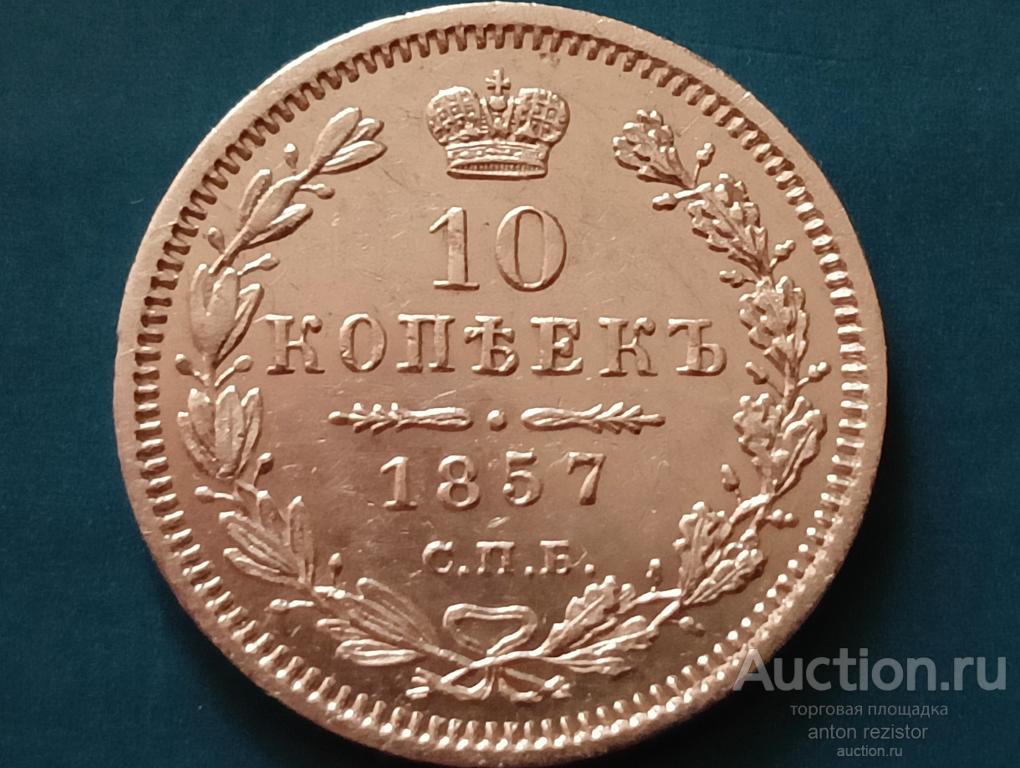 10
КОПѢЕКЪ
1857
С.П.Б.
Auction.ru
торговая площадка
anton rezistor
auction.ru